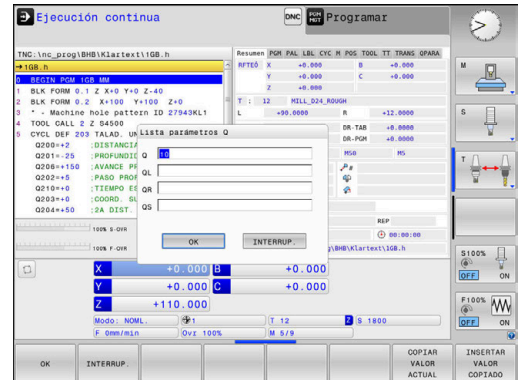 Ejecución continua
DNC
PGM MGT
Programar
TNC:\nc_prog\BHB\Klartext\1GB.h
→1GB.h
0 BEGIN PGM 1GB MM
1 BLK FORM 0.1 Z X+0 Y+0 Z-40
2 BLK FORM 0.2 X+100 Y+100 Z+0
3 * - Machine hole pattern ID 27943KL1
4 TOOL CALL 2 Z S4500
5 CYCL DEF 203 TALAD. UN
Q200=+2 ;DISTANCIA
Q201=-25 ;PROFUNDID
Q206=+150 ;AVANCE PR
Q202=+5 ;PASO PROF
Q210=+0 ;TIEMPO ES
Q203=+0 ;COORD. SU
Q204=+50 ;2A DIST.
Resumen PGM PAL LBL CYC M POS TOOL TT TRANS QPARA
RFTEÓ X +0.000 B +0.000
Y +0.000 C +0.000
Z +0.000
T : 12 MILL_D24_ROUGH
L +90.0000 R +12.0000
DR-TAB +0.0000
DR-PGM +0.0000
M50 M5
REP
00:00:00
g\BHB\Klartext\1GB.h
Lista parámetros Q
Q 10
QL
QR
QS
OK
INTERRUP.
100% S-OVR
100% F-OVR
X +0.000 B +0.000
Y +0.000 C +0.000
Z +110.000
Modo: NOML. 1 T 12 Z S 1800
F 0mm/min Ovr 100% M 5/9
M
S
T
S100%
OFF ON
F100%
OFF ON
OK
INTERRUP.
COPIAR VALOR ACTUAL
INSERTAR VALOR COPIADO